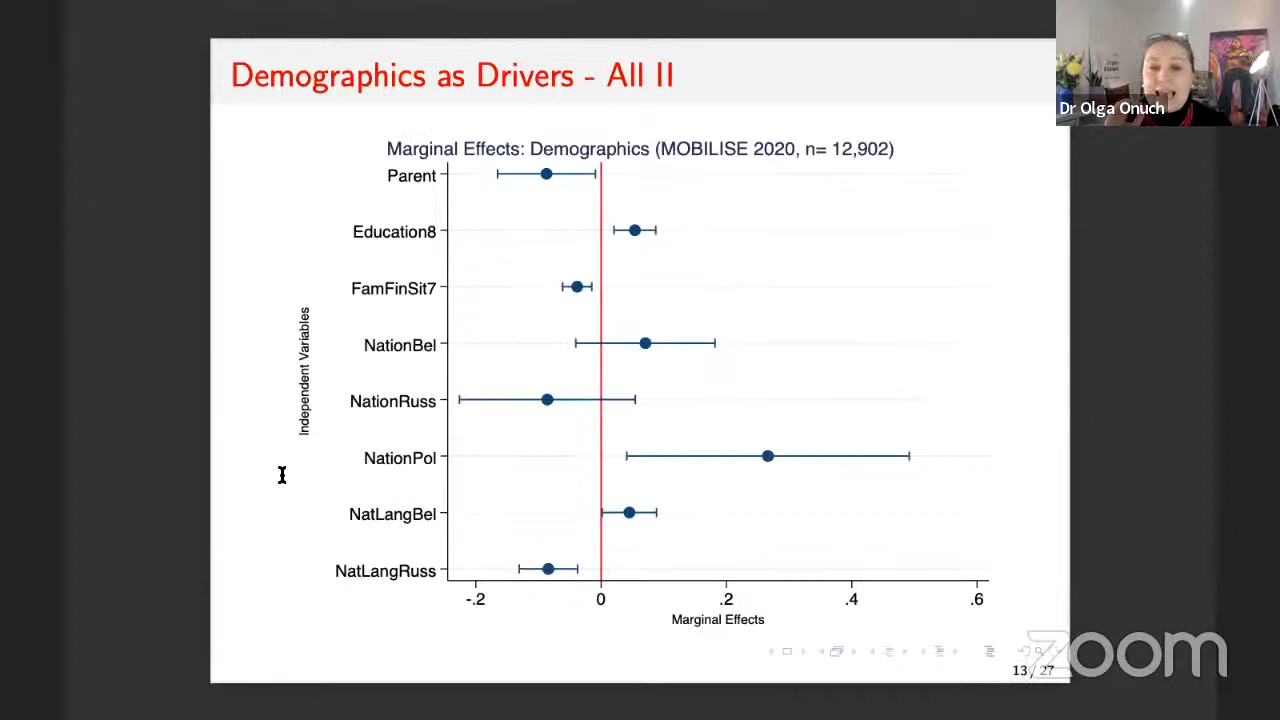 Demographics as Drivers - All II
Dr Olga Onuch
Marginal Effects: Demographics (MOBILISE 2020, n= 12,902)
Independent Variables
Parent
Education8
FamFinSit7
NationBel
NationRuss
NationPol
NatLangBel
NatLangRuss
-.2 0 .2 .4 .6
Marginal Effects
13 / 27
zoom